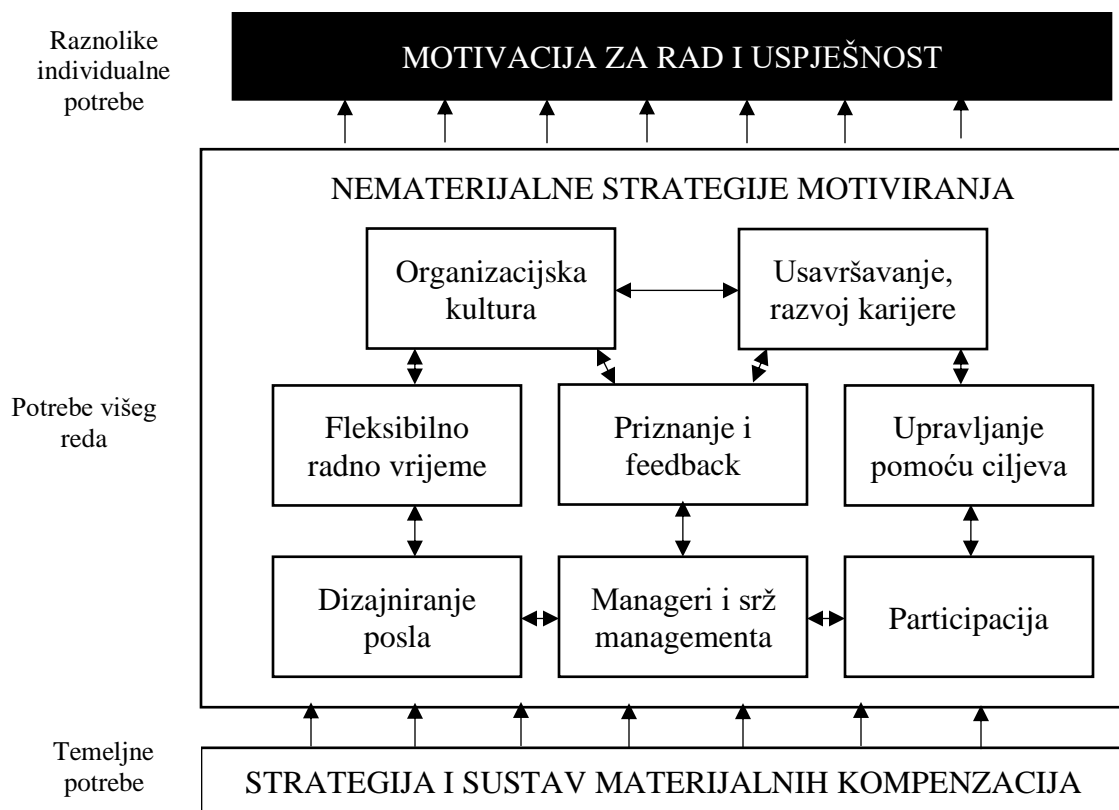 Raznolike
individualne
potrebe
MOTIVACIJA ZA RAD I USPJEŠNOST
NEMATERIJALNE STRATEGIJE MOTIVIRANJA
Organizacijska
kultura
Usavršavanje,
razvoj karijere
Potrebe višeg
reda
Fleksibilno
radno vrijeme
Priznanje i
feedback
Upravljanje
pomoću ciljeva
Dizajniranje
posla
Manageri i srž
managementa
Participacija
Temeljne
potrebe
STRATEGIJA I SUSTAV MATERIJALNIH KOMPENZACIJA